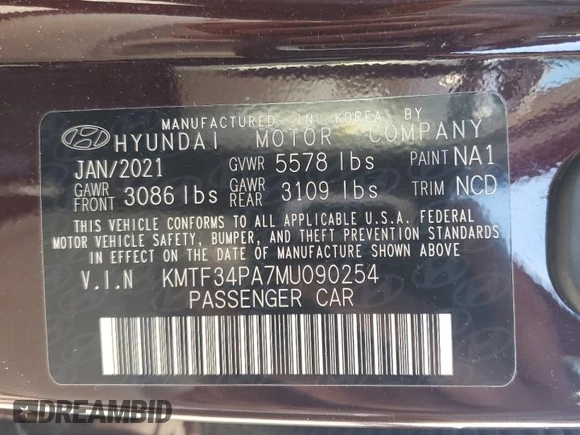 MANUFACTURED IN KOREA BY
HYUNDAI MOTOR COMPANY
JAN/2021 GVWR 5578 lbs PAINT NA1
GAWR FRONT 3086 lbs GAWR REAR 3109 lbs TRIM NCD
THIS VEHICLE CONFORMS TO ALL APPLICABLE U.S.A. FEDERAL
MOTOR VEHICLE SAFETY, BUMPER, AND THEFT PREVENTION STANDARDS
IN EFFECT ON THE DATE OF MANUFACTURE SHOWN ABOVE.
V.I.N KMTF34PA7MU090254
PASSENGER CAR
DREAMBID